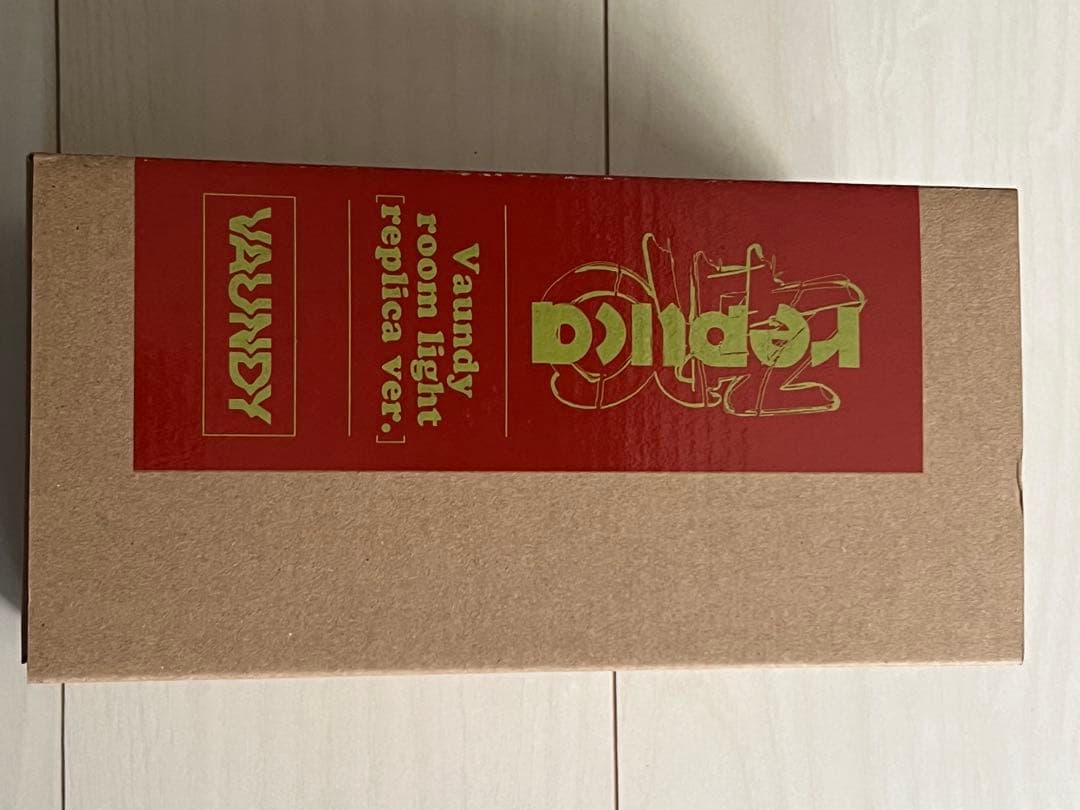 replica
Vaundy
room light
[replica ver.]
VAUNDY